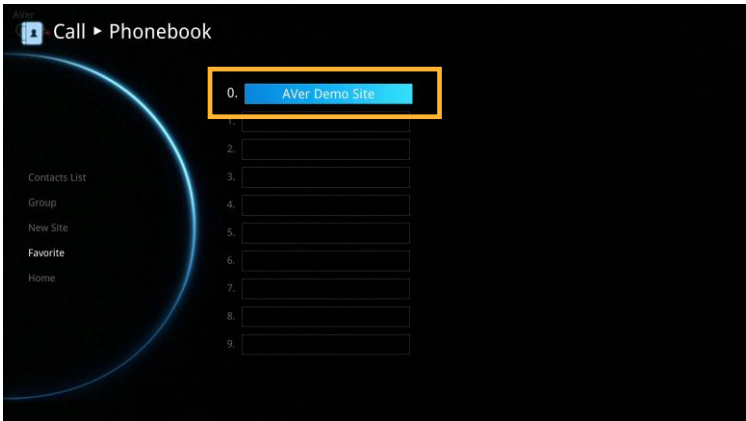 AVer
Call ► Phonebook
0. AVer Demo Site
1.
2.
Contacts List
3.
Group
4.
New Site
5.
Favorite
6.
Home
7.
8.
9.